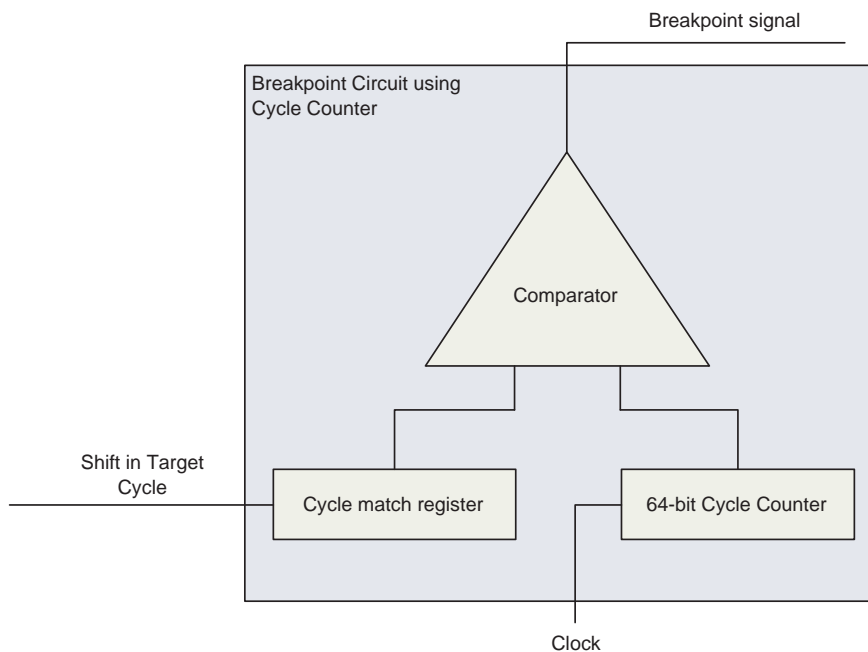 Breakpoint signal
Breakpoint Circuit using
Cycle Counter
Comparator
Shift in Target
Cycle
Cycle match register
64-bit Cycle Counter
Clock